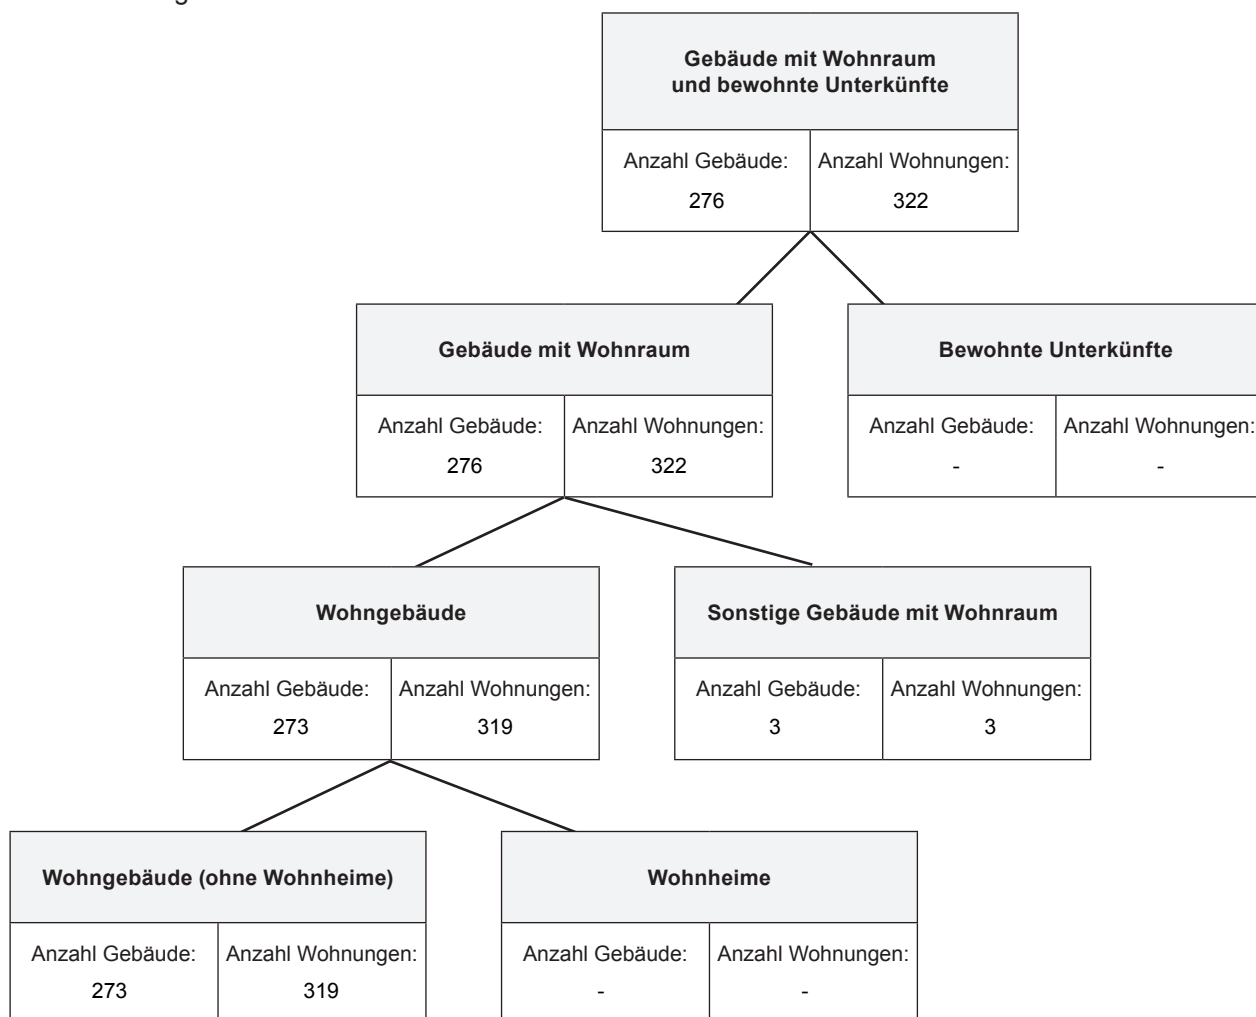 Gebäude mit Wohnraum
und bewohnte Unterkünfte
Anzahl Gebäude: Anzahl Wohnungen:
276 322
Gebäude mit Wohnraum Bewohnte Unterkünfte
Anzahl Gebäude: Anzahl Wohnungen: Anzahl Gebäude: Anzahl Wohnungen:
276 322 - -
Wohngebäude Sonstige Gebäude mit Wohnraum
Anzahl Gebäude: Anzahl Wohnungen: Anzahl Gebäude: Anzahl Wohnungen:
273 319 3 3
Wohngebäude (ohne Wohnheime) Wohnheime
Anzahl Gebäude: Anzahl Wohnungen: Anzahl Gebäude: Anzahl Wohnungen:
273 319 - -